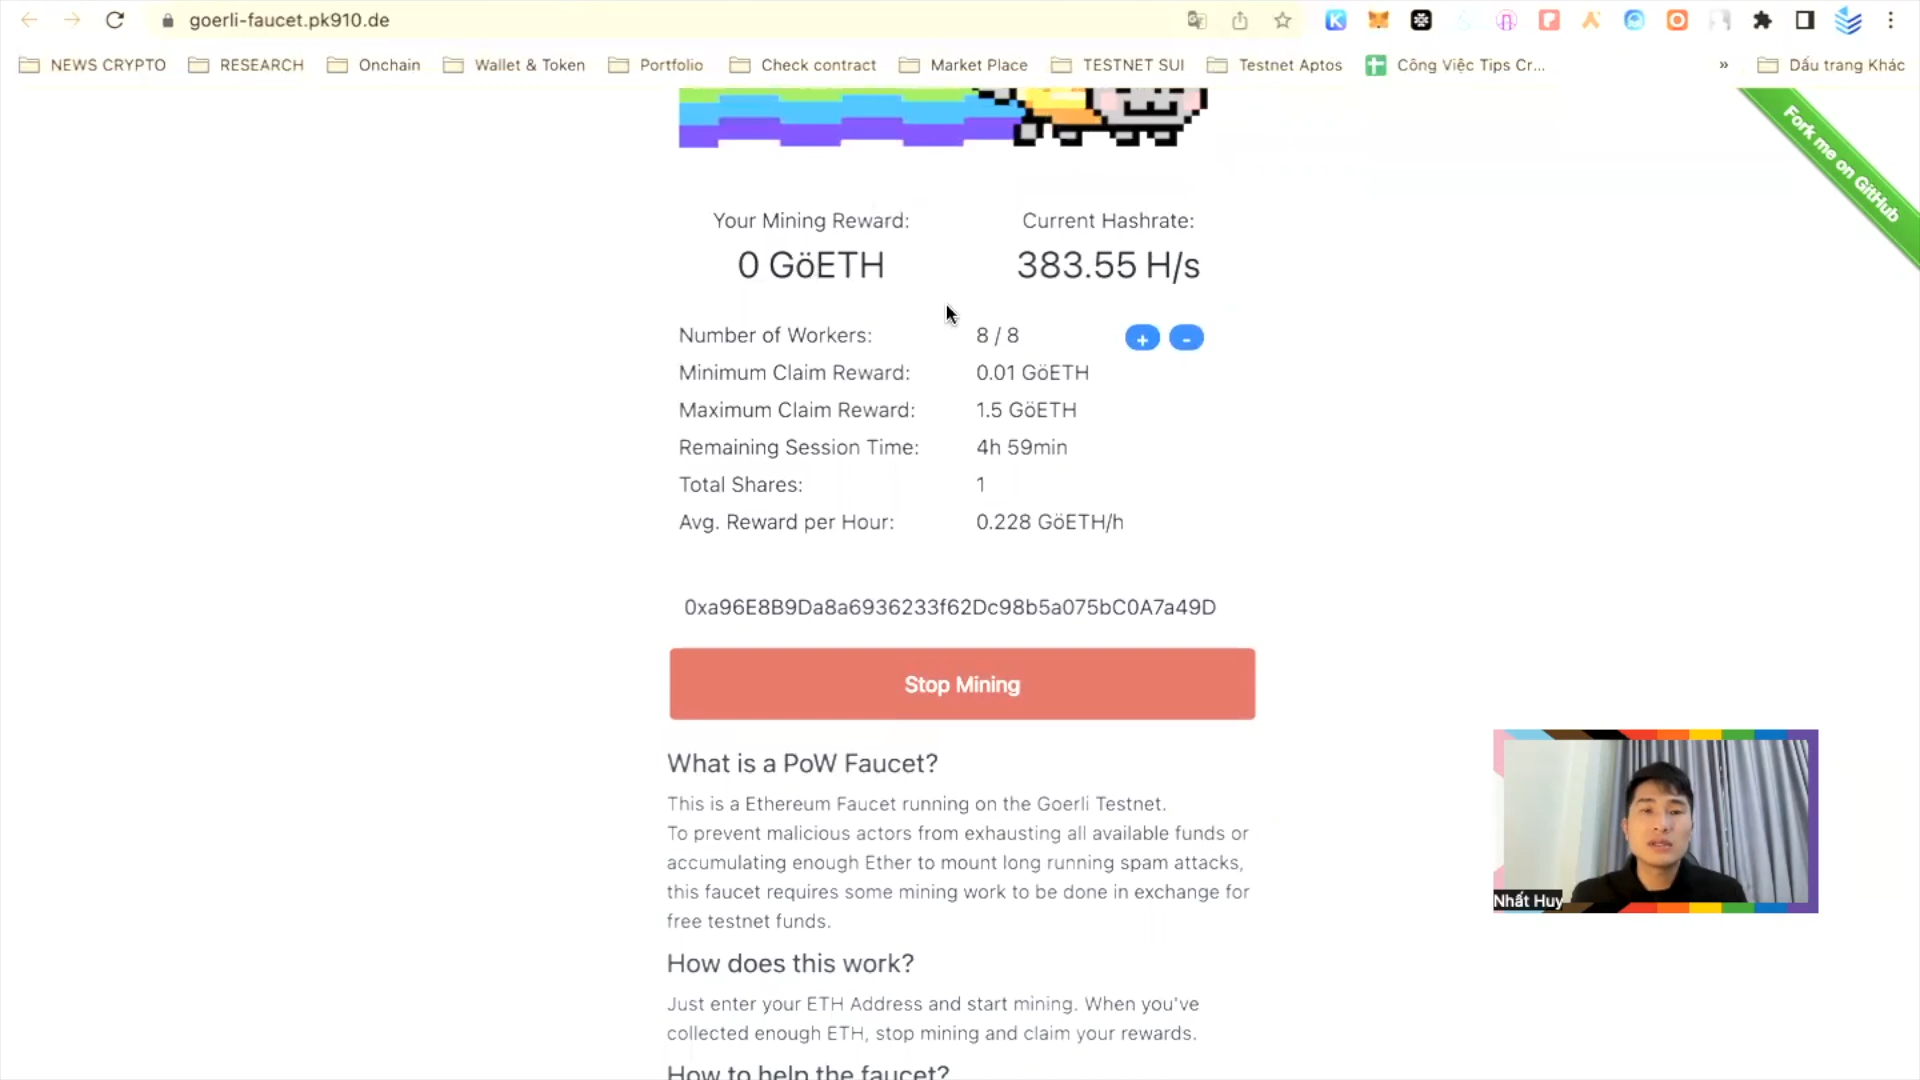 goerli-faucet.pk910.de
NEWS CRYPTO
RESEARCH
Onchain
Wallet & Token
Portfolio
Check contract
Market Place
TESTNET SUI
Testnet Aptos
Công Việc Tips Cr...
»
Dấu trang Khác
Fork me on GitHub
Your Mining Reward:
0 GöETH
Current Hashrate:
383.55 H/s
Number of Workers: 8 / 8 + -
Minimum Claim Reward: 0.01 GöETH
Maximum Claim Reward: 1.5 GöETH
Remaining Session Time: 4h 59min
Total Shares: 1
Avg. Reward per Hour: 0.228 GöETH/h
0xa96E8B9Da8a6936233f62Dc98b5a075bC0A7a49D
Stop Mining
What is a PoW Faucet?
This is a Ethereum Faucet running on the Goerli Testnet.
To prevent malicious actors from exhausting all available funds or
accumulating enough Ether to mount long running spam attacks,
this faucet requires some mining work to be done in exchange for
free testnet funds.
How does this work?
Just enter your ETH Address and start mining. When you've
collected enough ETH, stop mining and claim your rewards.
How to help the faucet?
Nhất Huy